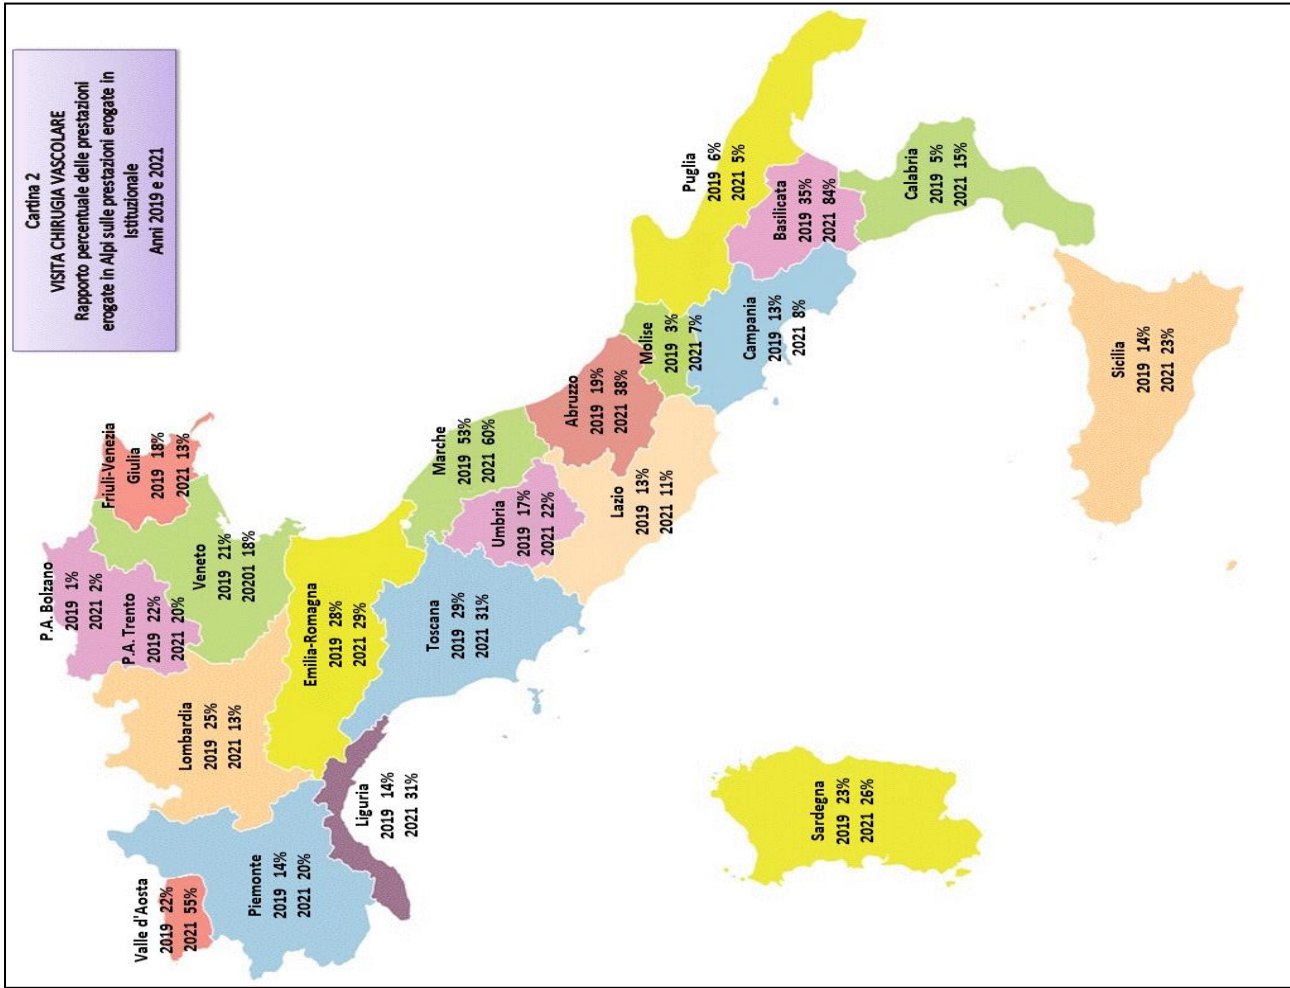 Cartina 2
VISITA CHIRUGIA VASCOLARE
Rapporto percentuale delle prestazioni
erogate in Alpi sulle prestazioni erogate in
Istituzionale
Anni 2019 e 2021
P.A. Bolzano
2019 1%
2021 2%
P.A. Trento
2019 22%
2021 20%
Friuli-Venezia
Giulia
2019 18%
2021 13%
Veneto
2019 21%
20201 18%
Valle d'Aosta
2019 22%
2021 55%
Lombardia
2019 25%
2021 13%
Piemonte
2019 14%
2021 20%
Emilia-Romagna
2019 28%
2021 29%
Liguria
2019 14%
2021 31%
Toscana
2019 29%
2021 31%
Marche
2019 53%
2021 60%
Umbria
2019 17%
2021 22%
Abruzzo
2019 19%
2021 38%
Lazio
2019 13%
2021 11%
Molise
2019 3%
2021 7%
Puglia
2019 6%
2021 5%
Campania
2019 13%
2021 8%
Basilicata
2019 35%
2021 84%
Calabria
2019 5%
2021 15%
Sardegna
2019 23%
2021 26%
Sicilia
2019 14%
2021 23%